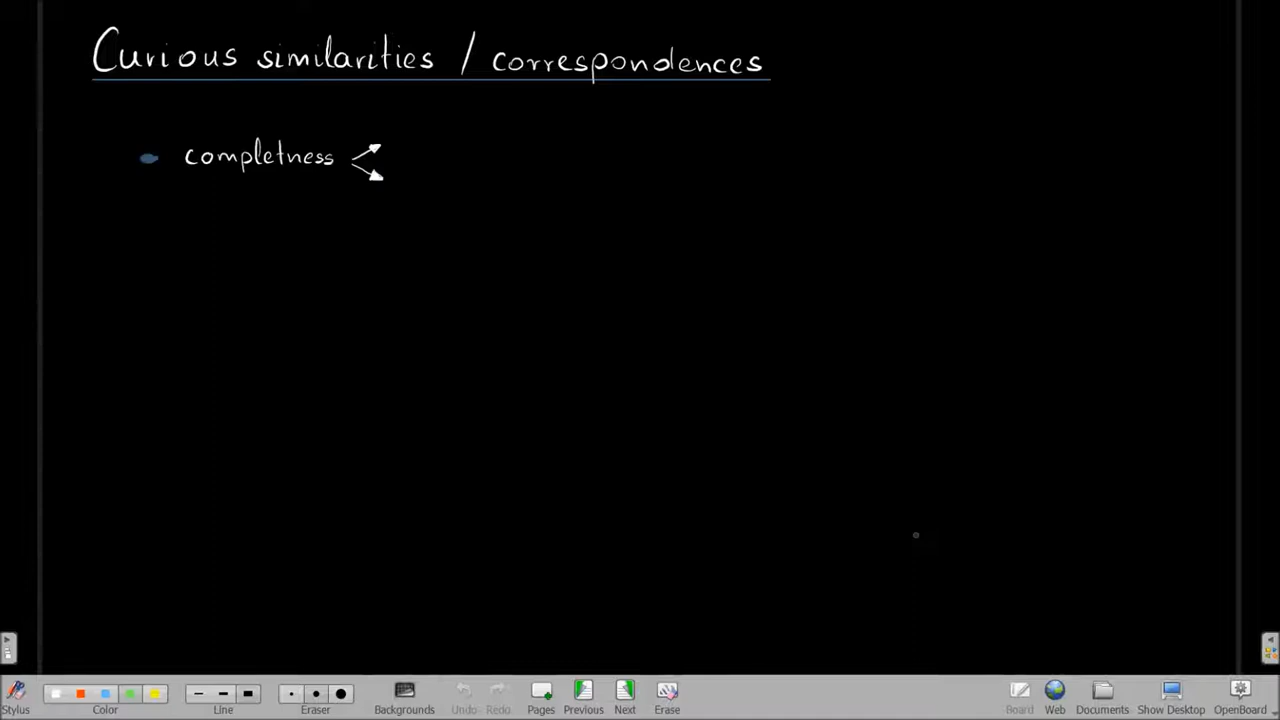 Curious similarities / correspondences
completness
Stylus
Color
Line
Eraser
Backgrounds
Undo
Redo
Pages
Previous
Next
Erase
Board
Web
Documents
Show Desktop
OpenBoard